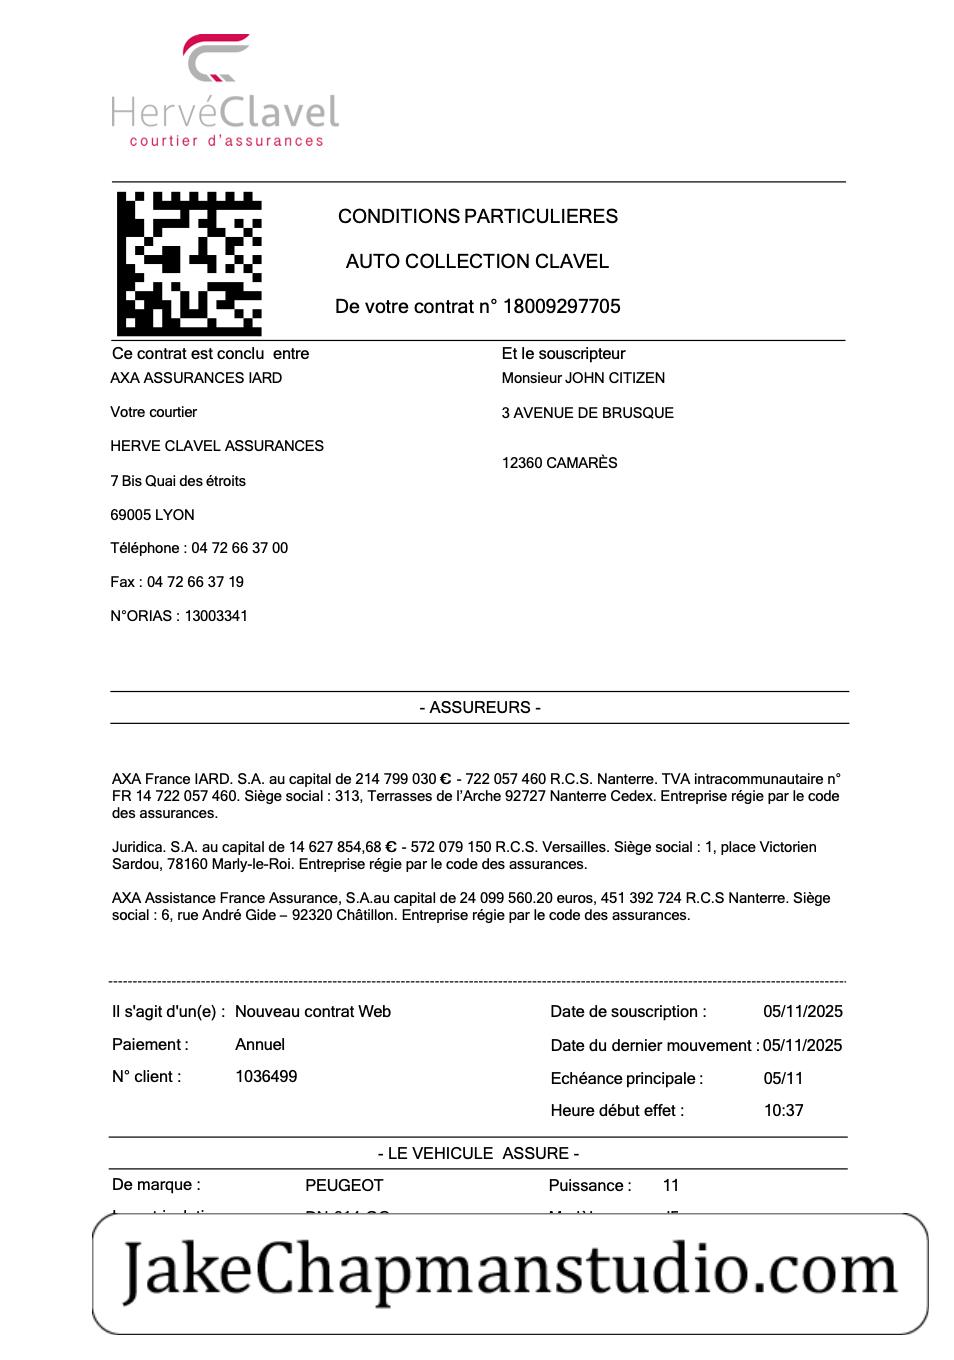 HervéClavel
courtier d'assurances
CONDITIONS PARTICULIERES
AUTO COLLECTION CLAVEL
De votre contrat n° 18009297705
Ce contrat est conclu entre
AXA ASSURANCES IARD
Votre courtier
HERVE CLAVEL ASSURANCES
7 Bis Quai des étroits
69005 LYON
Téléphone : 04 72 66 37 00
Fax : 04 72 66 37 19
N°ORIAS : 13003341
Et le souscripteur
Monsieur JOHN CITIZEN
3 AVENUE DE BRUSQUE
12360 CAMARÈS
- ASSUREURS -
AXA France IARD. S.A. au capital de 214 799 030 € - 722 057 460 R.C.S. Nanterre. TVA intracommunautaire n°
FR 14 722 057 460. Siège social : 313, Terrasses de l'Arche 92727 Nanterre Cedex. Entreprise régie par le code
des assurances.
Juridica. S.A. au capital de 14 627 854,68 € - 572 079 150 R.C.S. Versailles. Siège social : 1, place Victorien
Sardou, 78160 Marly-le-Roi. Entreprise régie par le code des assurances.
AXA Assistance France Assurance, S.A.au capital de 24 099 560.20 euros, 451 392 724 R.C.S Nanterre. Siège
social : 6, rue André Gide – 92320 Châtillon. Entreprise régie par le code des assurances.
Il s'agit d'un(e) : Nouveau contrat Web Date de souscription : 05/11/2025
Paiement : Annuel Date du dernier mouvement : 05/11/2025
N° client : 1036499 Echéance principale : 05/11
Heure début effet : 10:37
- LE VEHICULE ASSURE -
De marque : PEUGEOT Puissance : 11
JakeChapmanstudio.com